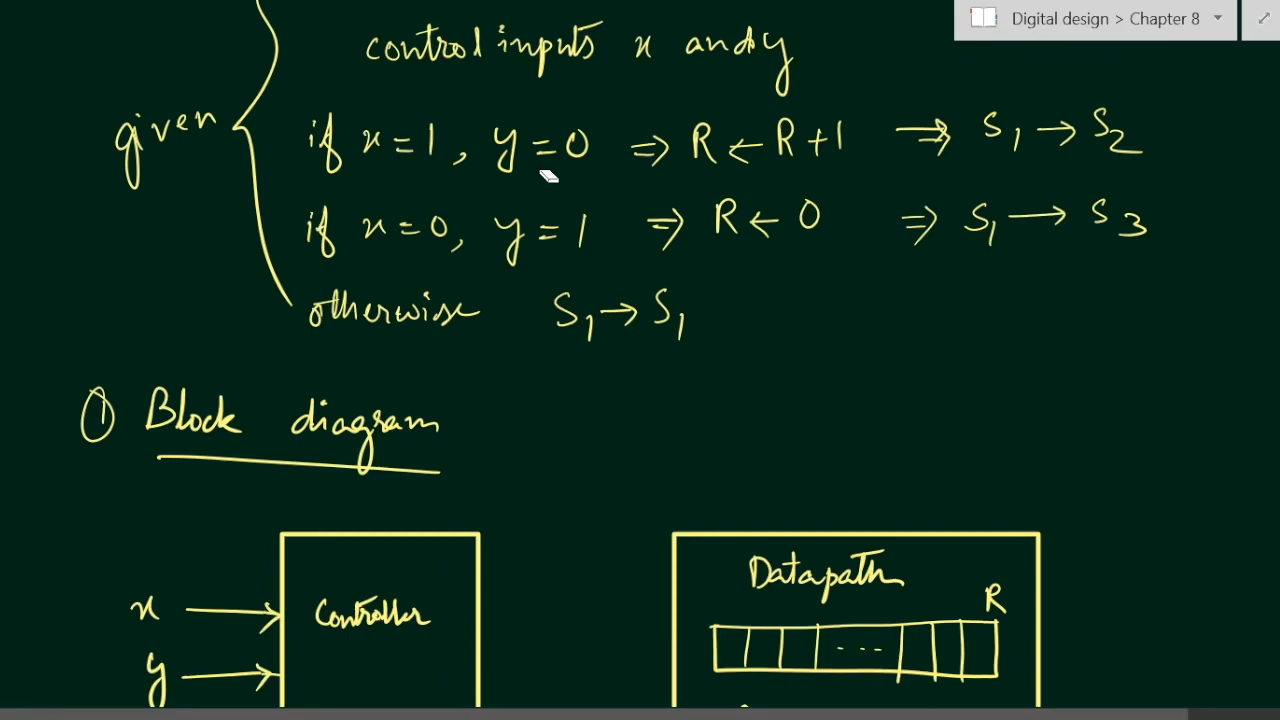 Digital design > Chapter 8
control inputs x and y
given
if x = 1, y = 0 ⇒ R ← R + 1 ⇒ S₁ → S₂
if x = 0, y = 1 ⇒ R ← 0 ⇒ S₁ → S₃
otherwise S₁ → S₁
① Block diagram
Datapath
R
x
Controller
...
y